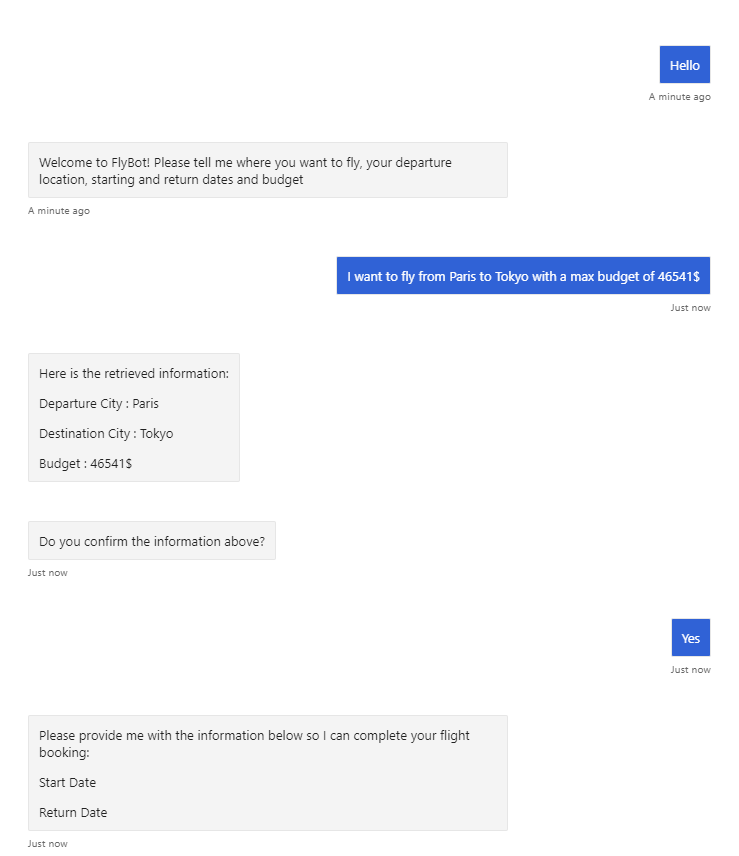 Hello
A minute ago
Welcome to FlyBot! Please tell me where you want to fly, your departure
location, starting and return dates and budget
A minute ago
I want to fly from Paris to Tokyo with a max budget of 46541$
Just now
Here is the retrieved information:
Departure City : Paris
Destination City : Tokyo
Budget : 46541$
Do you confirm the information above?
Just now
Yes
Just now
Please provide me with the information below so I can complete your flight
booking:
Start Date
Return Date
Just now